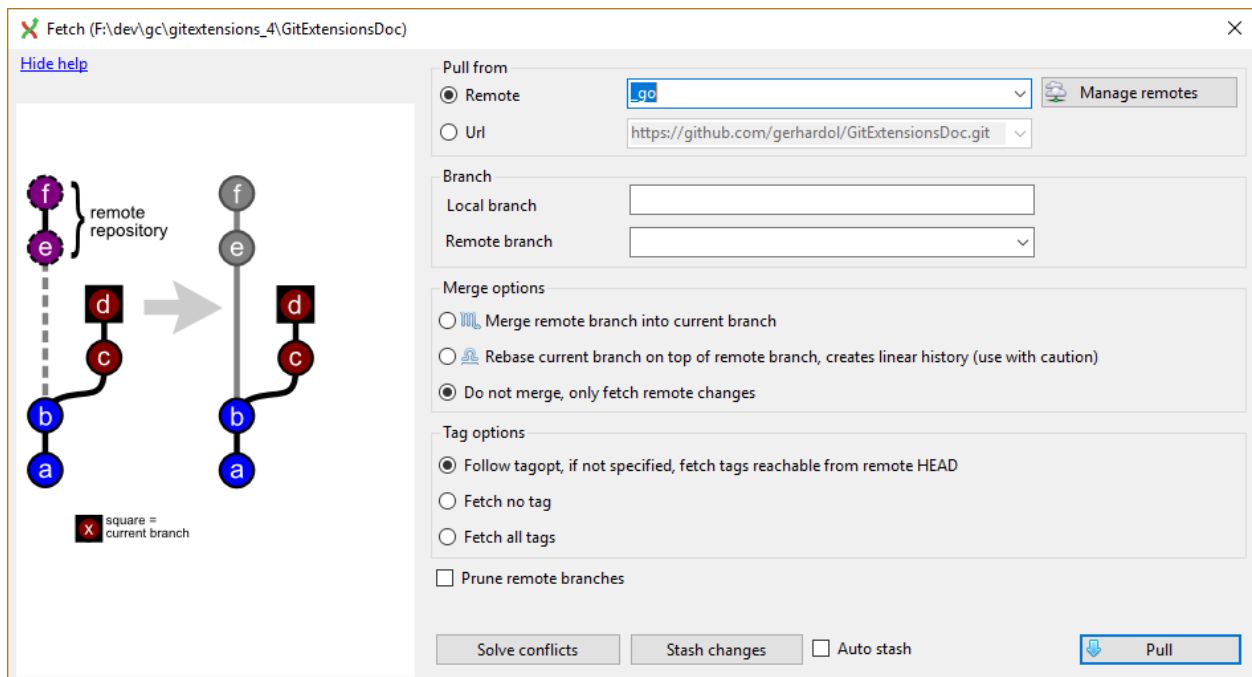 Fetch (F:\dev\gc\gitextensions_4\GitExtensionsDoc)
Hide help
f
e
remote
repository
d
c
b
a
f
e
d
c
b
a
x
square =
current branch
Pull from
Remote
_go
Manage remotes
Url
https://github.com/gerhardol/GitExtensionsDoc.git
Branch
Local branch
Remote branch
Merge options
Merge remote branch into current branch
Rebase current branch on top of remote branch, creates linear history (use with caution)
Do not merge, only fetch remote changes
Tag options
Follow tagopt, if not specified, fetch tags reachable from remote HEAD
Fetch no tag
Fetch all tags
Prune remote branches
Solve conflicts
Stash changes
Auto stash
Pull